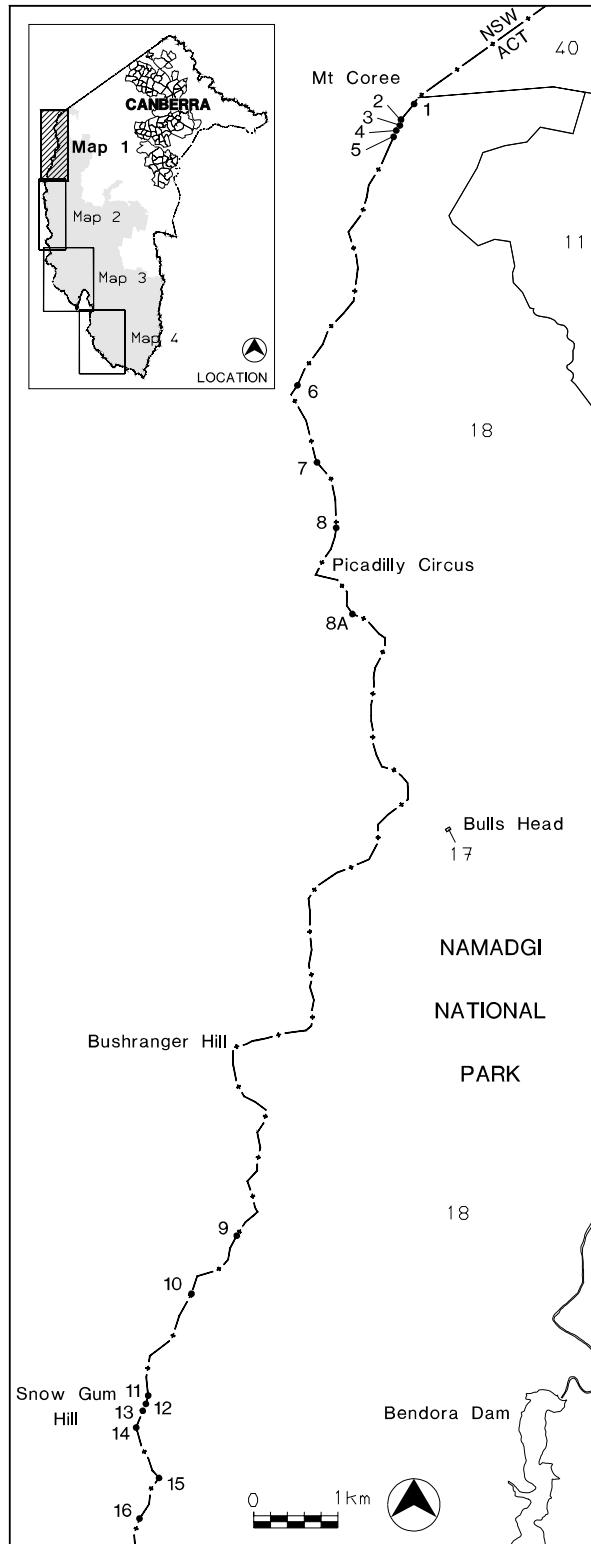 NSW
ACT
40
Mt Coree
CANBERRA
Map 1
Map 2
Map 3
Map 4
LOCATION
1
2
3
4
5
11
6
18
7
8
Picadilly Circus
8A
Bulls Head
17
NAMADGI
NATIONAL
PARK
Bushranger Hill
18
9
10
Snow Gum
Hill
11
12
13
14
Bendora Dam
15
16
0 1km